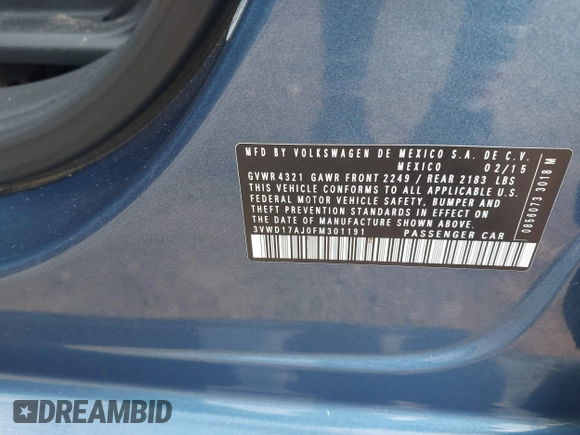 MFD BY VOLKSWAGEN DE MEXICO S.A. DE C.V.
MEXICO 02/15
GVWR 4321 GAWR FRONT 2249 / REAR 2183 LBS
THIS VEHICLE CONFORMS TO ALL APPLICABLE U.S.
FEDERAL MOTOR VEHICLE SAFETY, BUMPER AND
THEFT PREVENTION STANDARDS IN EFFECT ON
THE DATE OF MANUFACTURE SHOWN ABOVE.
3VWD17AJ0FM301191 PASSENGER CAR
0856073 3018 M
DREAMBID